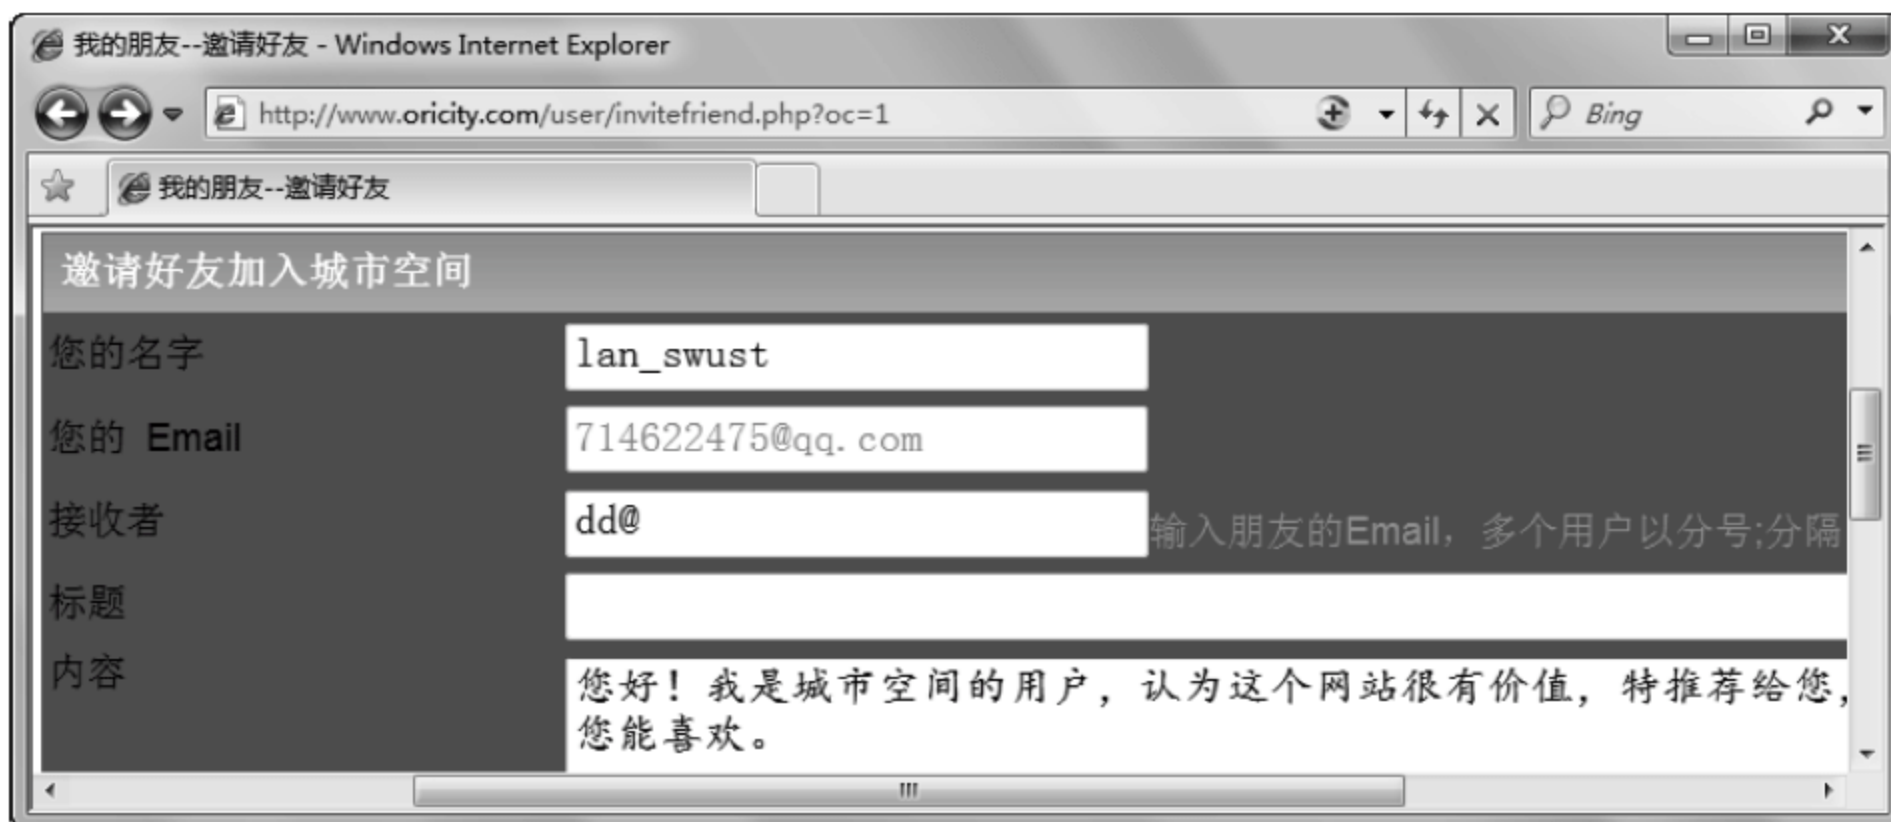 我的朋友--邀请好友 - Windows Internet Explorer
http://www.oricity.com/user/invitefriend.php?oc=1
Bing
我的朋友--邀请好友
邀请好友加入城市空间
您的名字 lan_swust
您的 Email 714622475@qq.com
接收者 dd@ 输入朋友的Email，多个用户以分号;分隔
标题
内容 您好！我是城市空间的用户，认为这个网站很有价值，特推荐给您，
您能喜欢。